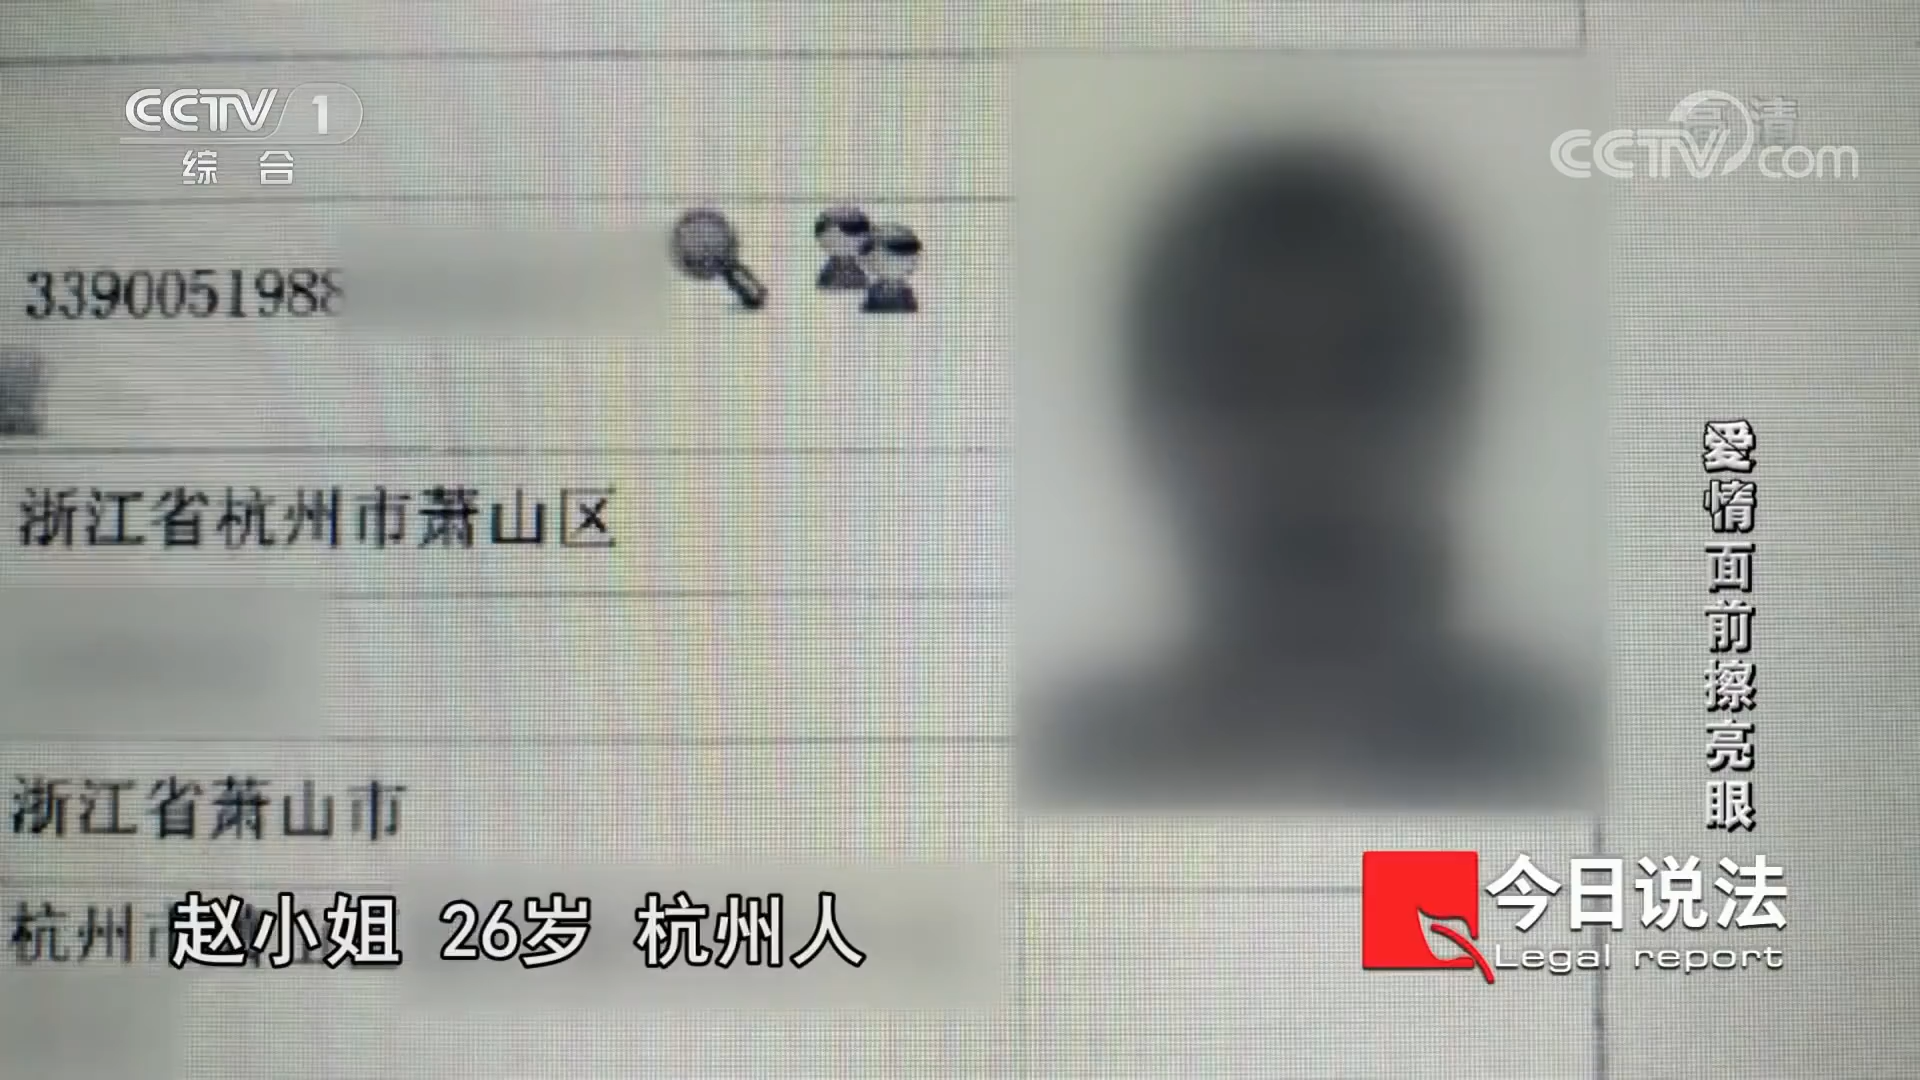 CCTV 1
综合
高清
CCTV com
3390051988
浙江省杭州市萧山区
浙江省萧山市
杭州市
赵小姐 26岁 杭州人
爱情面前擦亮眼
今日说法
Legal report